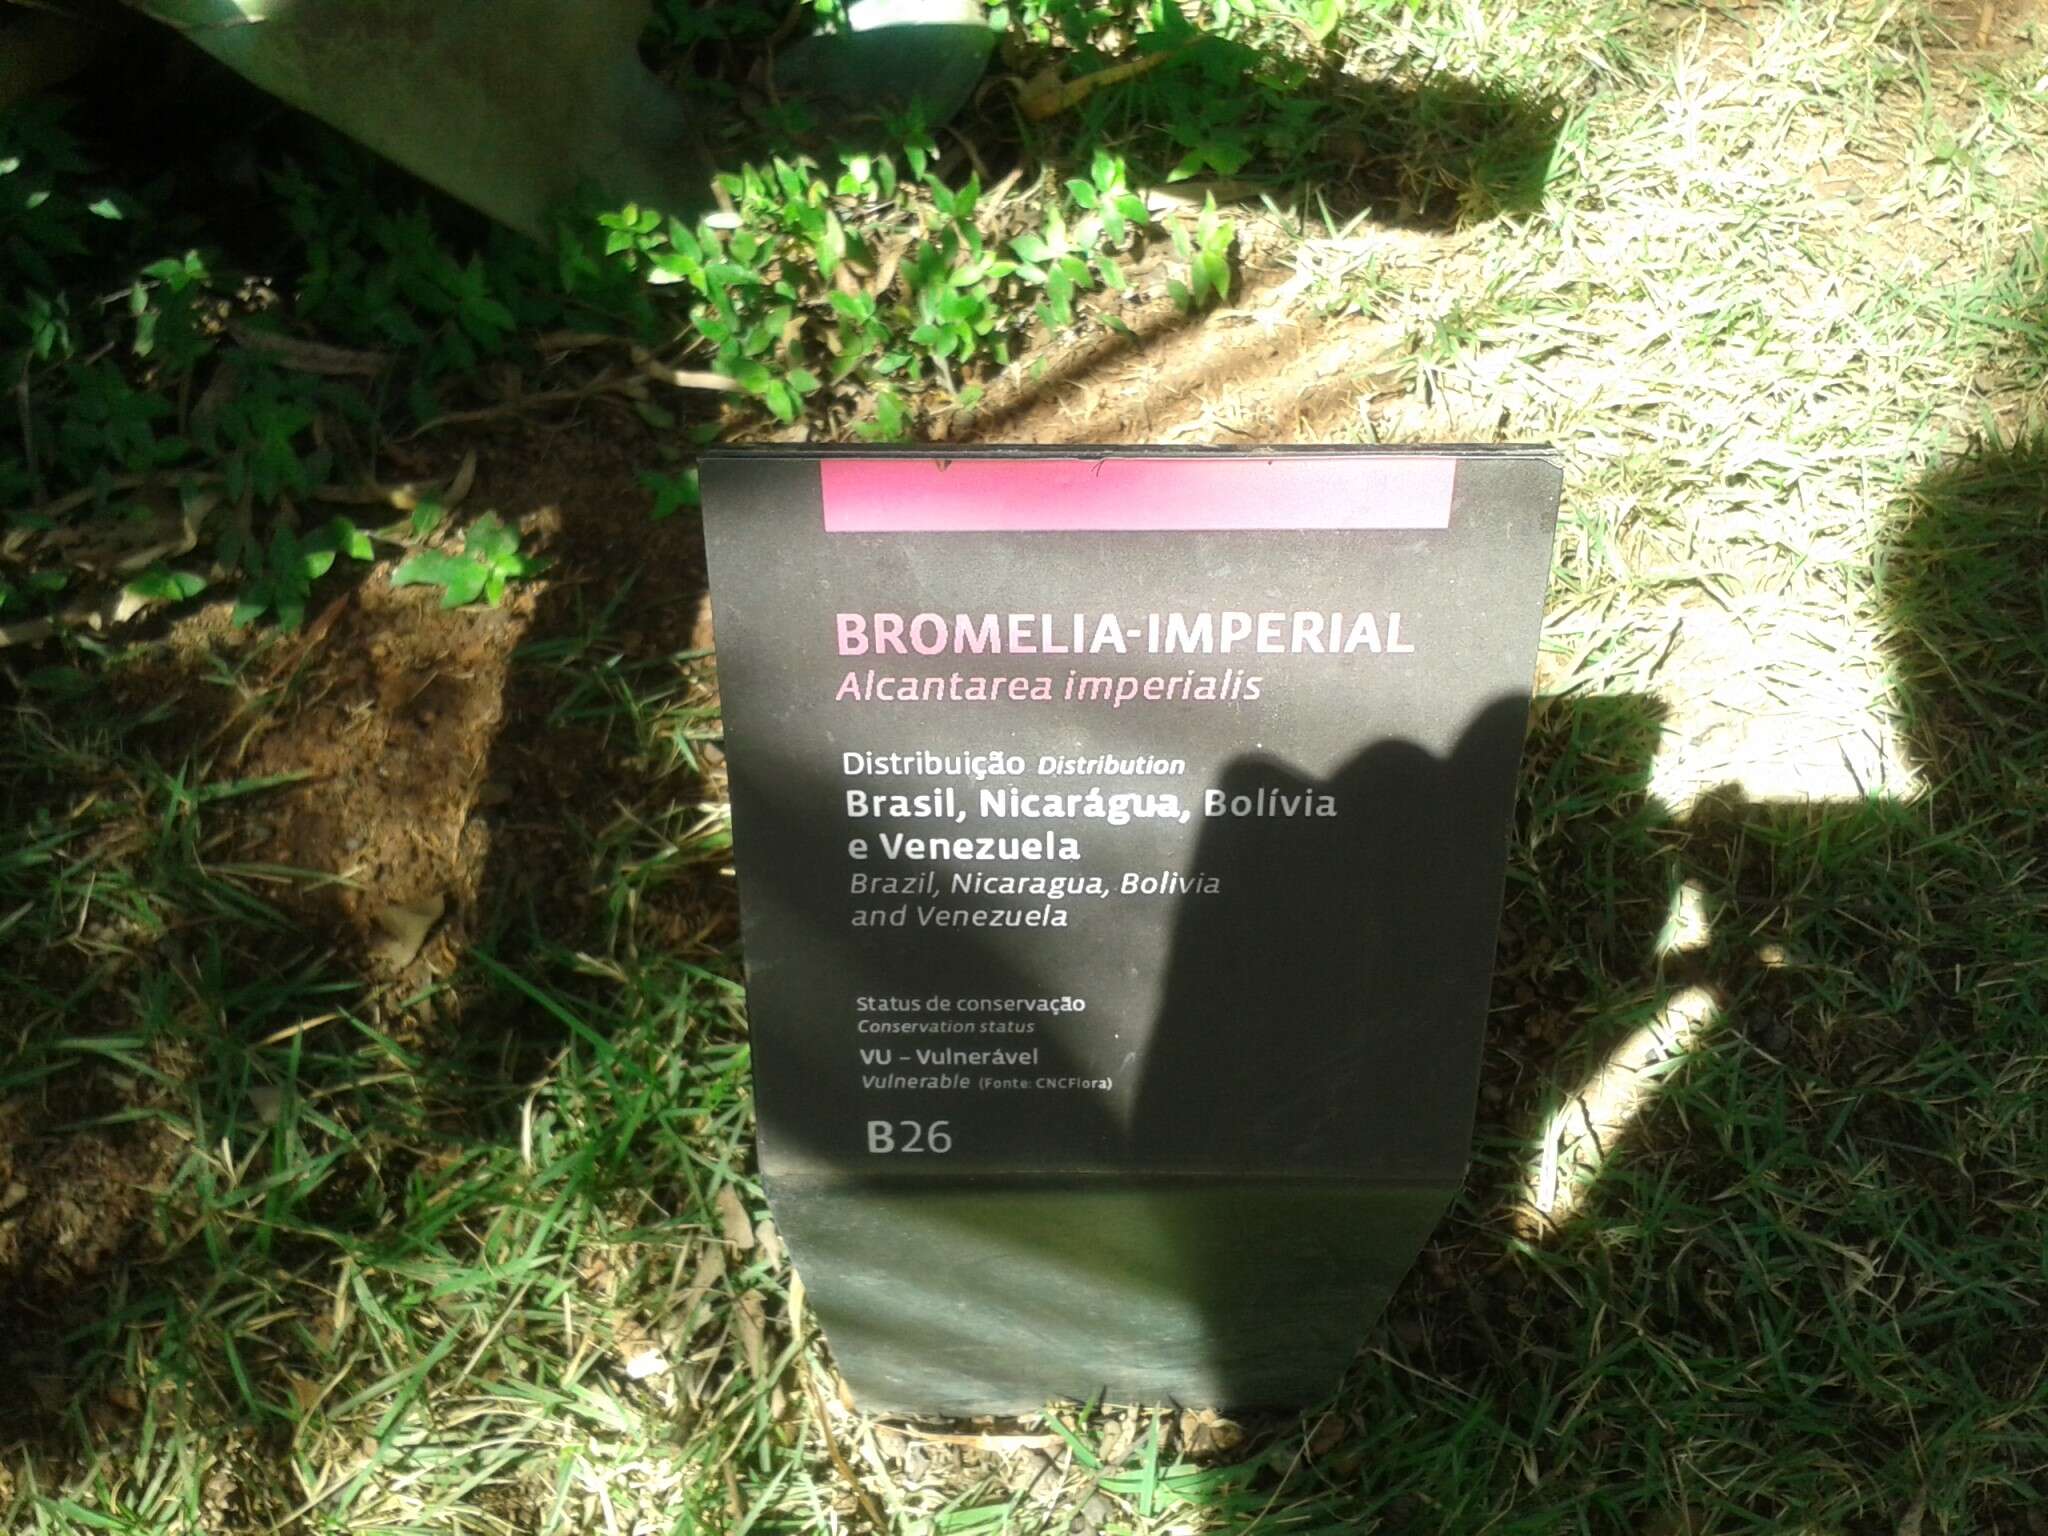 BROMELIA-IMPERIAL
Alcantarea imperialis
Distribuição Distribution
Brasil, Nicarágua, Bolívia
e Venezuela
Brazil, Nicaragua, Bolivia
and Venezuela
Status de conservação
Conservation status
VU – Vulnerável
Vulnerable (Fonte: CNCFlora)
B26